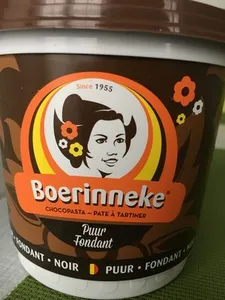 Since 1955
Boerinneke®
CHOCOPASTA – PATE À TARTINER
Puur
Fondant
• FONDANT • NOIR PUUR • FONDANT • N